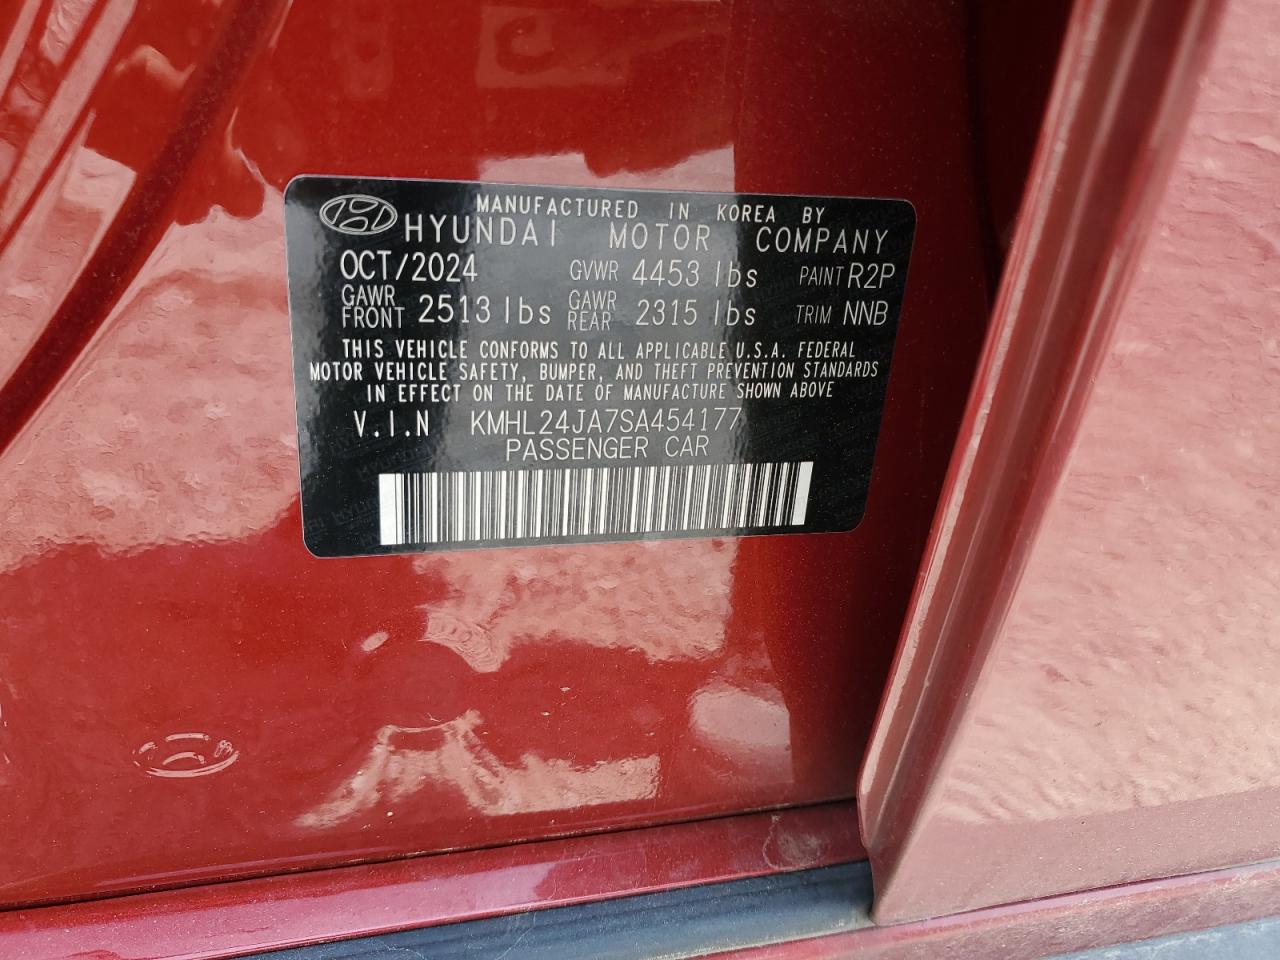 MANUFACTURED IN KOREA BY
HYUNDAI MOTOR COMPANY
OCT/2024 GVWR 4453 lbs PAINT R2P
GAWR FRONT 2513 lbs GAWR REAR 2315 lbs TRIM NNB
THIS VEHICLE CONFORMS TO ALL APPLICABLE U.S.A. FEDERAL
MOTOR VEHICLE SAFETY, BUMPER, AND THEFT PREVENTION STANDARDS
IN EFFECT ON THE DATE OF MANUFACTURE SHOWN ABOVE
V.I.N KMHL24JA7SA454177
PASSENGER CAR